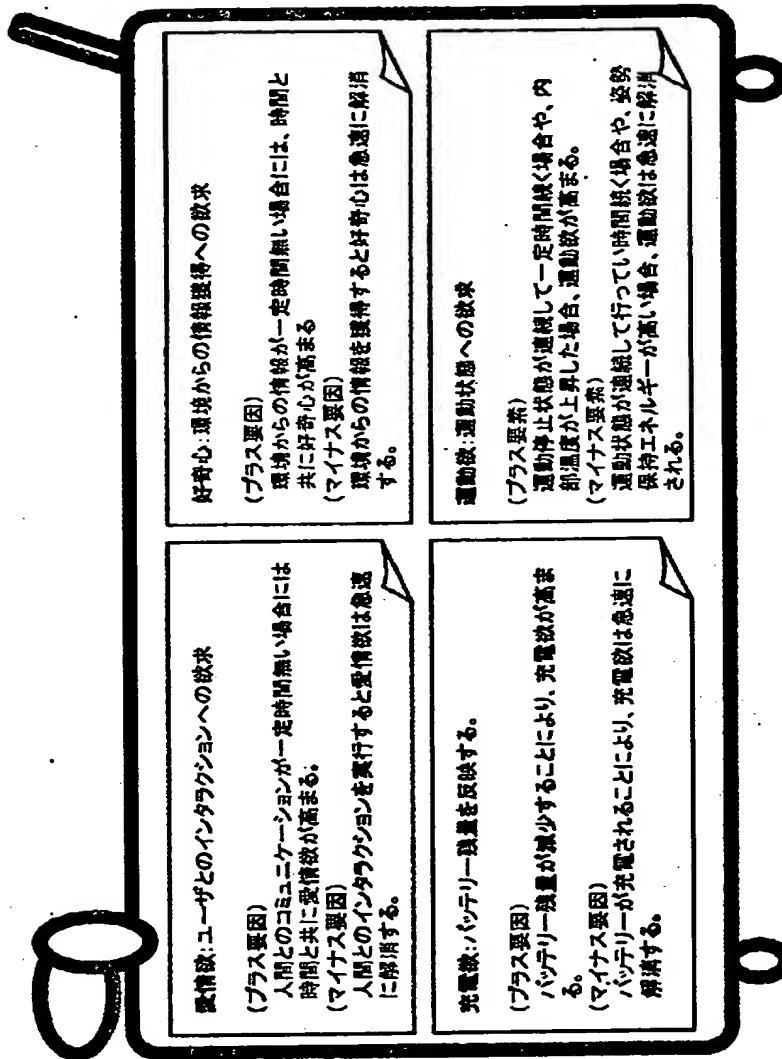 愛情欲:ユーザとのインタラクションへの欲求
(プラス要因)
人間とのコミュニケーションが一定時間無い場合には
時間と共に愛情欲が高まる。
(マイナス要因)
人間とのインタラクションを実行すると愛情欲は急速
に解消する。
好奇心:環境からの情報獲得への欲求
(プラス要因)
環境からの情報が一定時間無い場合には、時間と
共に好奇心が高まる
(マイナス要因)
環境からの情報を獲得すると好奇心は急速に解消
する。
充電欲:バッテリー残量を反映する。
(プラス要因)
バッテリー残量が減少することにより、充電欲が高ま
る。
(マイナス要因)
バッテリーが充電されることにより、充電欲は急速に
解消する。
運動欲:運動状態への欲求
(プラス要素)
運動停止状態が連続して一定時間続く場合や、内
部温度が上昇した場合、運動欲が高まる。
(マイナス要素)
運動状態が連続して行ってい時間続く場合や、姿勢
保持エネルギーが高い場合、運動欲は急速に解消
される。